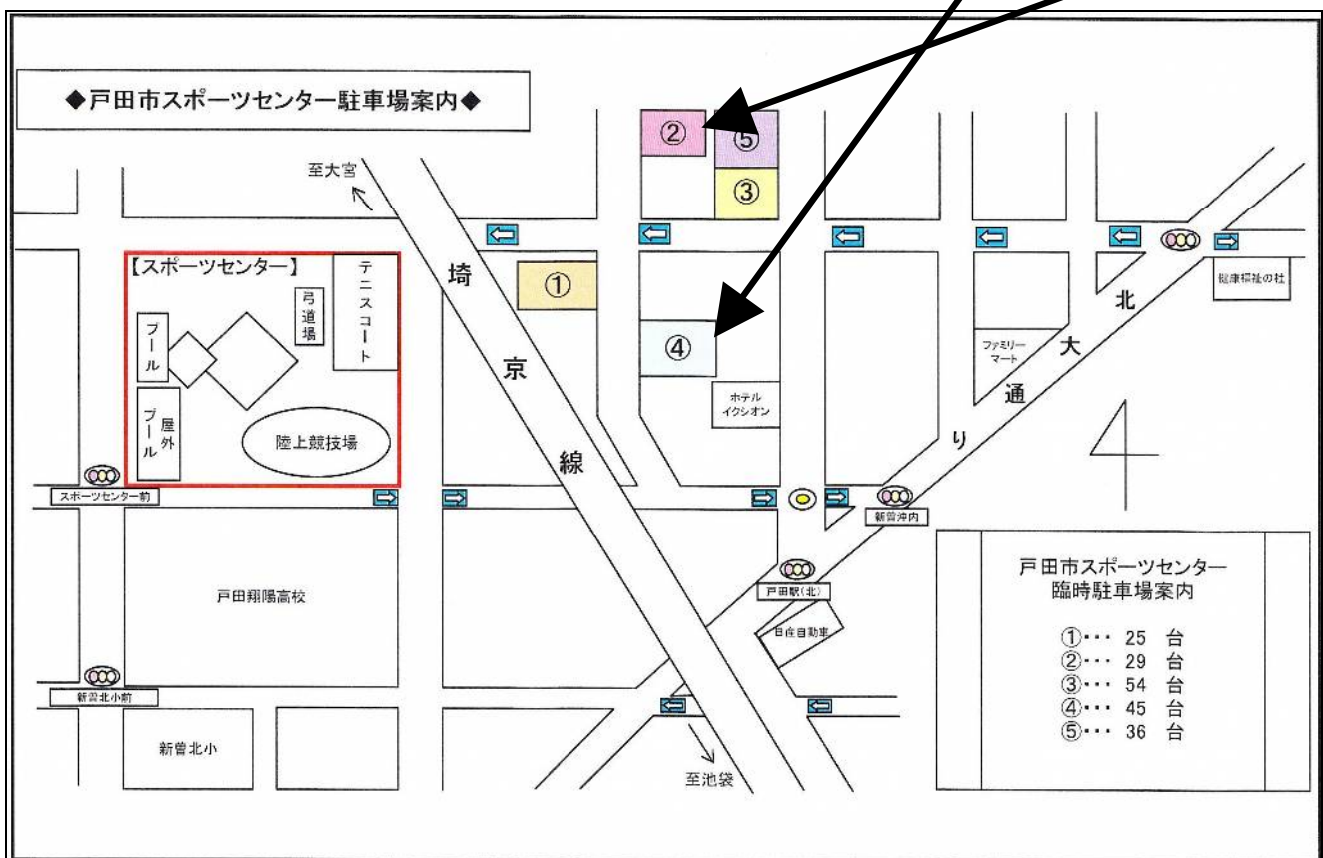 ◆戸田市スポーツセンター駐車場案内◆
②
⑤
③
至大宮
【スポーツセンター】
テニスコート
弓道場
プール
屋外プール
陸上競技場
埼京線
①
④
ホテル
イクシオン
ファミリー
マート
健康福祉の杜
北大通り
スポーツセンター前
新曽沖内
戸田駅(北)
日産自動車
戸田翔陽高校
新曽北小前
新曽北小
至池袋
戸田市スポーツセンター
臨時駐車場案内
①・・・ 25 台
②・・・ 29 台
③・・・ 54 台
④・・・ 45 台
⑤・・・ 36 台